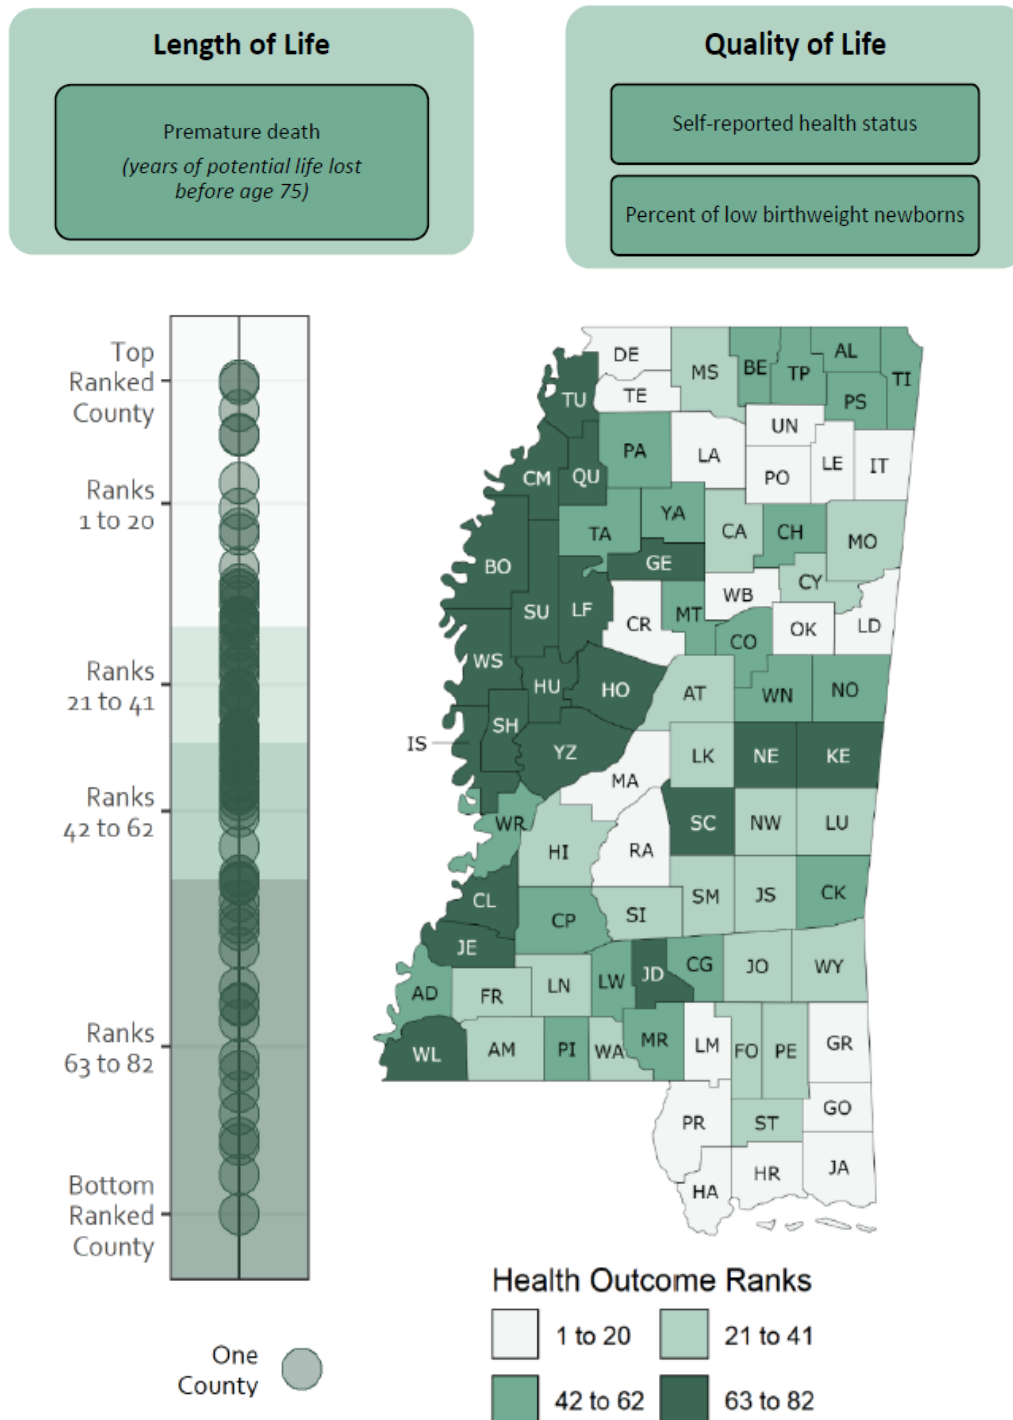 Length of Life
Premature death
(years of potential life lost
before age 75)
Quality of Life
Self-reported health status
Percent of low birthweight newborns
Top
Ranked
County
Ranks
1 to 20
Ranks
21 to 41
Ranks
42 to 62
Ranks
63 to 82
Bottom
Ranked
County
One
County
DE
MS
BE
TP
AL
TI
TU
TE
PS
UN
PA
LA
LE
IT
CM
QU
PO
YA
TA
CA
CH
MO
BO
GE
CY
WB
SU
LF
CR
MT
OK
LD
CO
WS
HU
HO
AT
WN
NO
SH
IS
YZ
LK
NE
KE
MA
WR
SC
NW
LU
HI
RA
CL
SM
JS
CK
CP
SI
JE
AD
FR
LN
LW
JD
CG
JO
WY
WL
AM
PI
WA
MR
LM
FO
PE
GR
GO
PR
ST
HA
HR
JA
Health Outcome Ranks
1 to 20
21 to 41
42 to 62
63 to 82